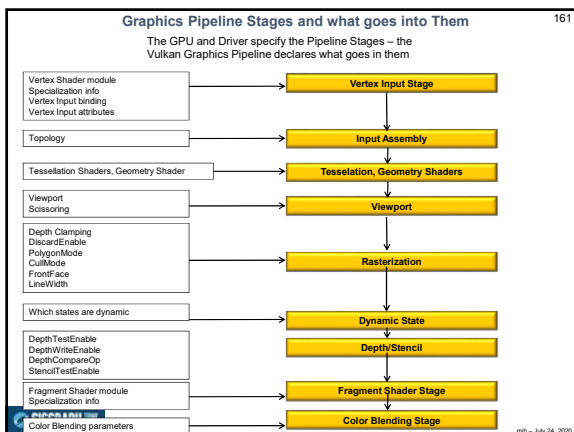 Graphics Pipeline Stages and what goes into Them
161
The GPU and Driver specify the Pipeline Stages – the
Vulkan Graphics Pipeline declares what goes in them
Vertex Shader module
Specialization info
Vertex Input binding
Vertex Input attributes
Vertex Input Stage
Topology
Input Assembly
Tessellation Shaders, Geometry Shader
Tesselation, Geometry Shaders
Viewport
Scissoring
Viewport
Depth Clamping
DiscardEnable
PolygonMode
CullMode
FrontFace
LineWidth
Rasterization
Which states are dynamic
Dynamic State
DepthTestEnable
DepthWriteEnable
DepthCompareOp
StencilTestEnable
Depth/Stencil
Fragment Shader module
Specialization info
Fragment Shader Stage
Color Blending parameters
Color Blending Stage
mjb – July 24, 2020